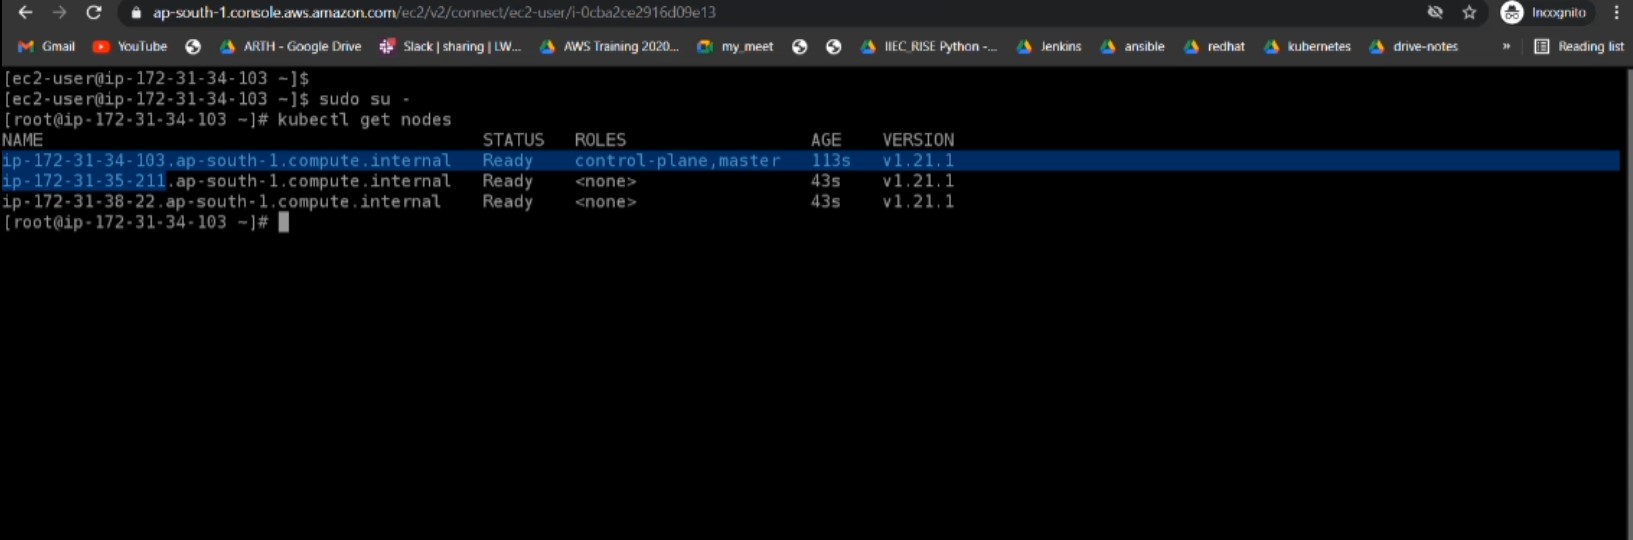 ap-south-1.console.aws.amazon.com/ec2/v2/connect/ec2-user/i-0cba2ce2916d09e13 Incognito
Gmail YouTube ARTH - Google Drive Slack | sharing | LW... AWS Training 2020... my_meet IIEC_RISE Python -... Jenkins ansible redhat kubernetes drive-notes » Reading list
[ec2-user@ip-172-31-34-103 ~]$
[ec2-user@ip-172-31-34-103 ~]$ sudo su -
[root@ip-172-31-34-103 ~]# kubectl get nodes
NAME STATUS ROLES AGE VERSION
ip-172-31-34-103.ap-south-1.compute.internal Ready control-plane,master 113s v1.21.1
ip-172-31-35-211.ap-south-1.compute.internal Ready <none> 43s v1.21.1
ip-172-31-38-22.ap-south-1.compute.internal Ready <none> 43s v1.21.1
[root@ip-172-31-34-103 ~]#